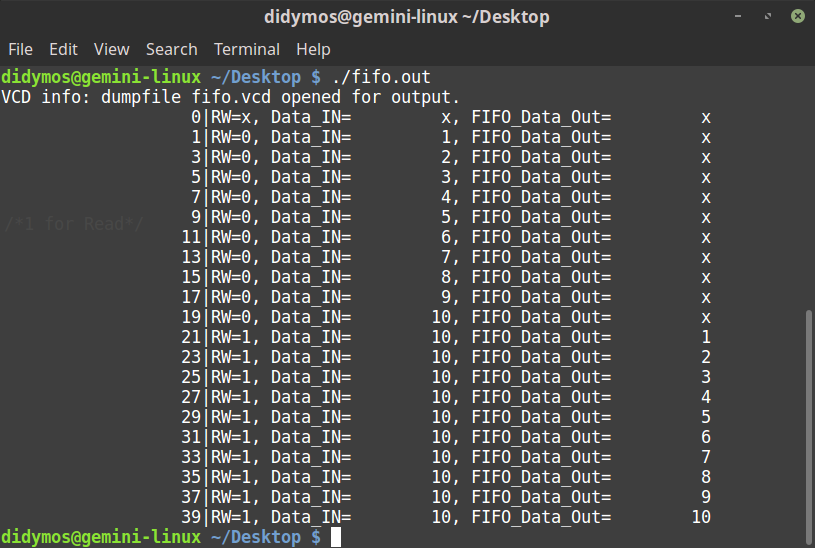 didymos@gemini-linux ~/Desktop
File Edit View Search Terminal Help
didymos@gemini-linux ~/Desktop $ ./fifo.out
VCD info: dumpfile fifo.vcd opened for output.
                   0|RW=x, Data_IN=         x, FIFO_Data_Out=         x
                   1|RW=0, Data_IN=         1, FIFO_Data_Out=         x
                   3|RW=0, Data_IN=         2, FIFO_Data_Out=         x
                   5|RW=0, Data_IN=         3, FIFO_Data_Out=         x
                   7|RW=0, Data_IN=         4, FIFO_Data_Out=         x
                   9|RW=0, Data_IN=         5, FIFO_Data_Out=         x
/*1 for Read*/
                  11|RW=0, Data_IN=         6, FIFO_Data_Out=         x
                  13|RW=0, Data_IN=         7, FIFO_Data_Out=         x
                  15|RW=0, Data_IN=         8, FIFO_Data_Out=         x
                  17|RW=0, Data_IN=         9, FIFO_Data_Out=         x
                  19|RW=0, Data_IN=        10, FIFO_Data_Out=         x
                  21|RW=1, Data_IN=        10, FIFO_Data_Out=         1
                  23|RW=1, Data_IN=        10, FIFO_Data_Out=         2
                  25|RW=1, Data_IN=        10, FIFO_Data_Out=         3
                  27|RW=1, Data_IN=        10, FIFO_Data_Out=         4
                  29|RW=1, Data_IN=        10, FIFO_Data_Out=         5
                  31|RW=1, Data_IN=        10, FIFO_Data_Out=         6
                  33|RW=1, Data_IN=        10, FIFO_Data_Out=         7
                  35|RW=1, Data_IN=        10, FIFO_Data_Out=         8
                  37|RW=1, Data_IN=        10, FIFO_Data_Out=         9
                  39|RW=1, Data_IN=        10, FIFO_Data_Out=        10
didymos@gemini-linux ~/Desktop $